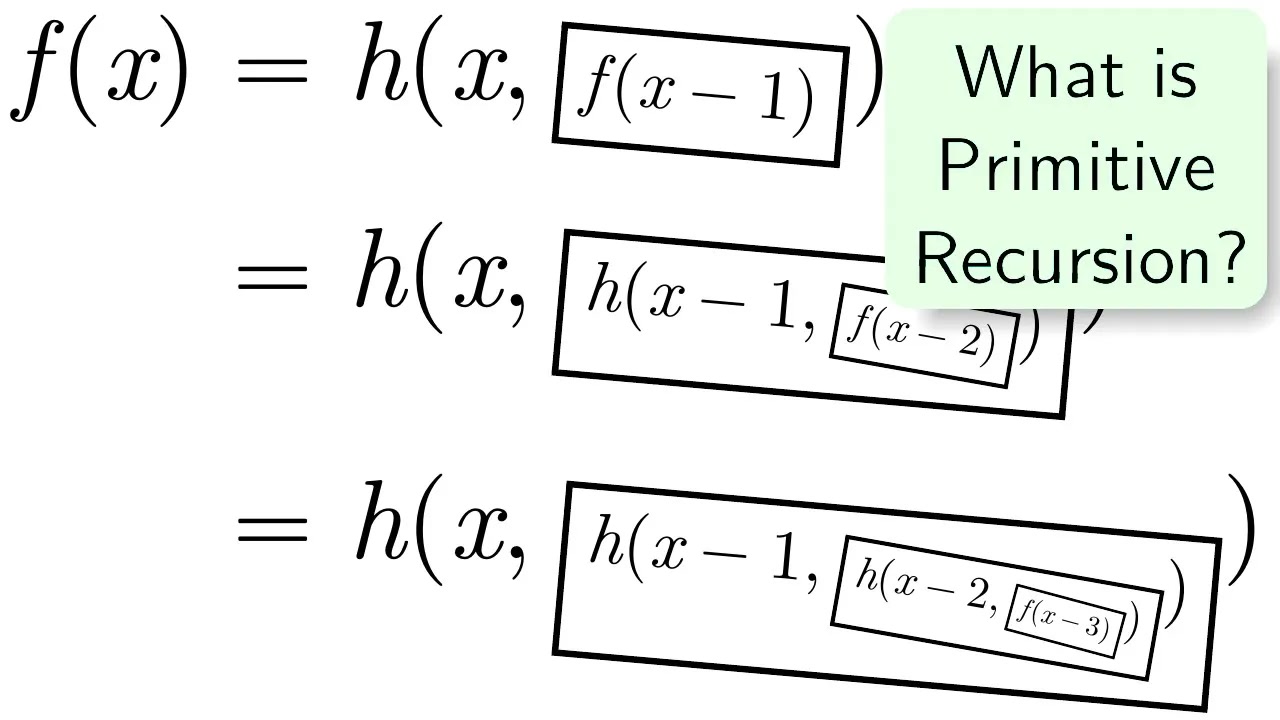 f(x) = h(x, f(x − 1))
What is
Primitive
Recursion?
= h(x, h(x − 1, f(x − 2)))
= h(x, h(x − 1, h(x − 2, f(x − 3))))